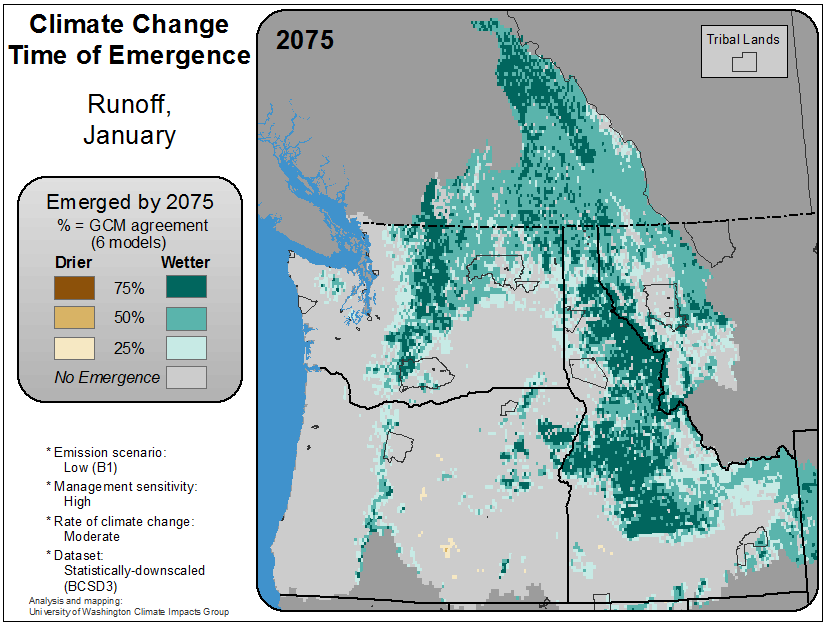 Climate Change
Time of Emergence
Runoff,
January
Emerged by 2075
% = GCM agreement
(6 models)
Drier Wetter
75%
50%
25%
No Emergence
* Emission scenario:
Low (B1)
* Management sensitivity:
High
* Rate of climate change:
Moderate
* Dataset:
Statistically-downscaled
(BCSD3)
Analysis and mapping:
University of Washington Climate Impacts Group
2075
Tribal Lands